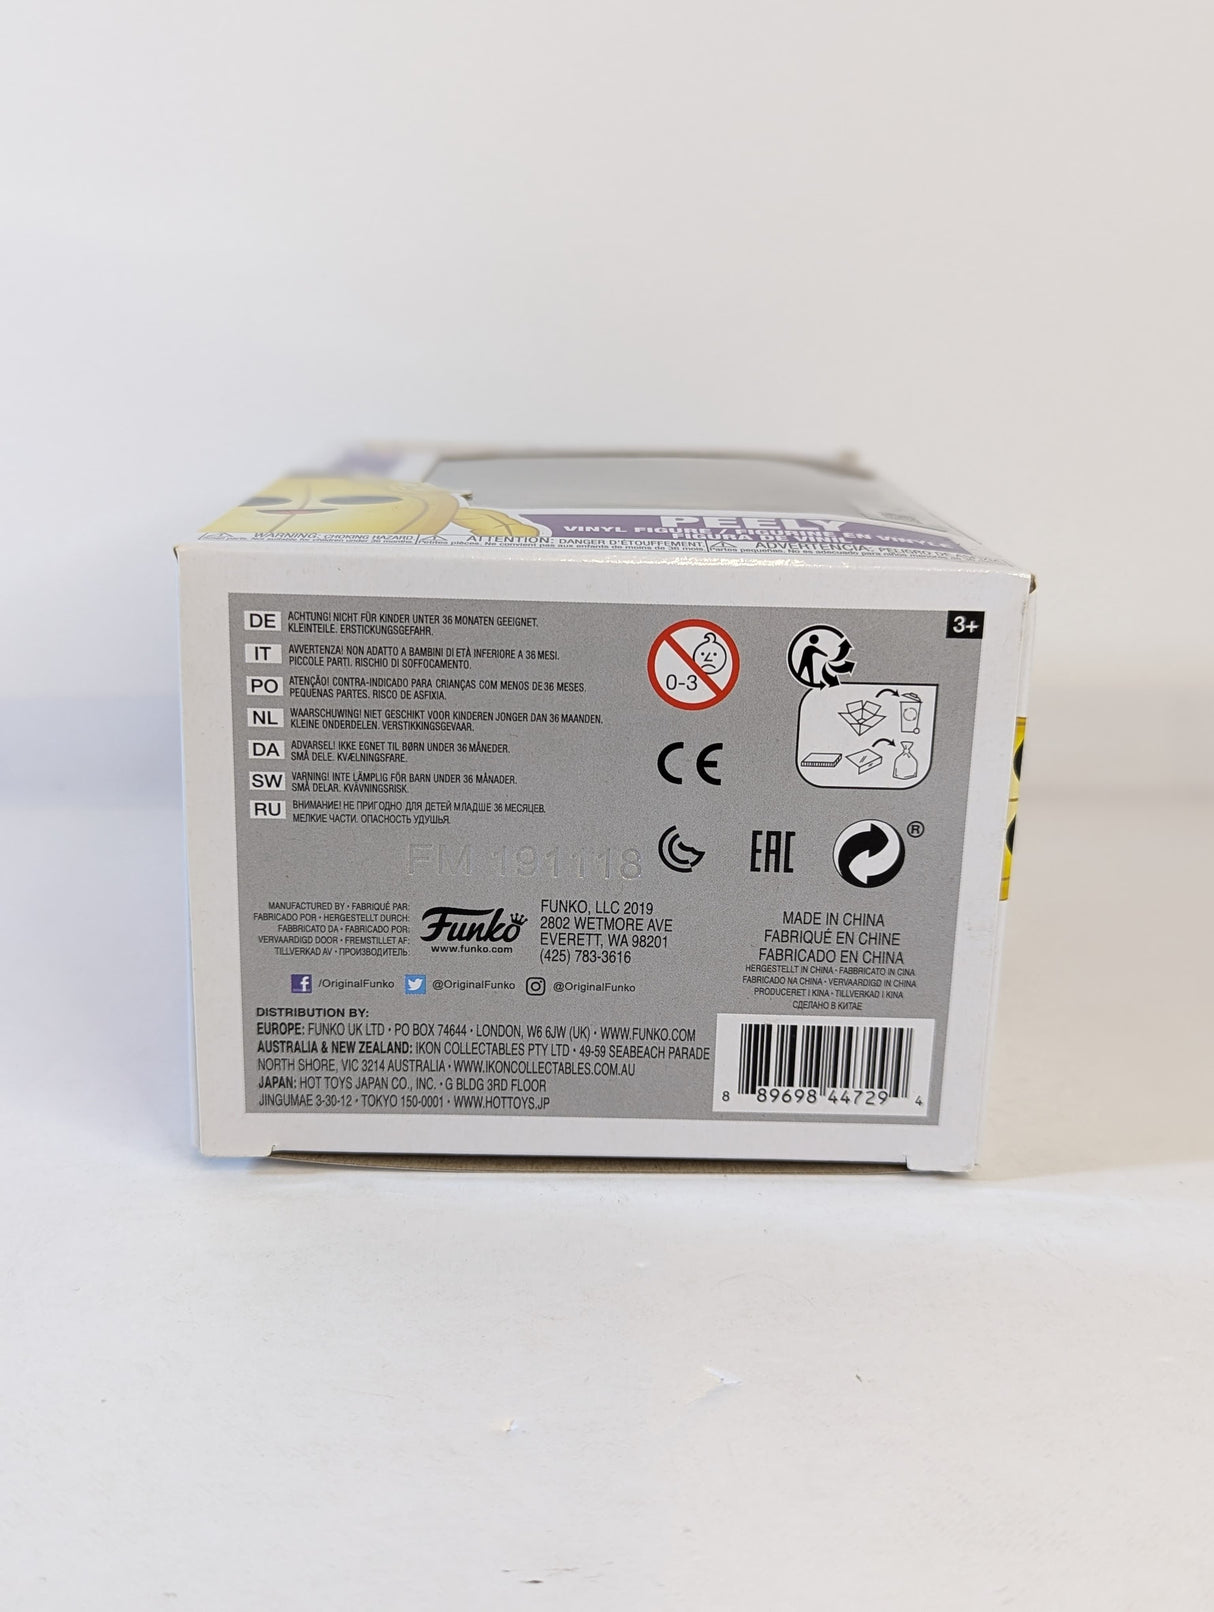 PEELY
VINYL FIGURE / FIGURINE EN VINYLE
FIGURA DE VINIL
WARNING: CHOKING HAZARD
ATTENTION: DANGER D'ÉTOUFFEMENT
ADVERTENCIA: PELIGRO DE
3+
DE ACHTUNG! NICHT FÜR KINDER UNTER 36 MONATEN GEEIGNET.
KLEINTEILE. ERSTICKUNGSGEFAHR.
IT AVVERTENZA! NON ADATTO A BAMBINI DI ETÀ INFERIORE A 36 MESI.
PICCOLE PARTI. RISCHIO DI SOFFOCAMENTO.
PO ATENÇÃO! CONTRA-INDICADO PARA CRIANÇAS COM MENOS DE 36 MESES.
PEQUENAS PARTES. RISCO DE ASFIXIA.
NL WAARSCHUWING! NIET GESCHIKT VOOR KINDEREN JONGER DAN 36 MAANDEN.
KLEINE ONDERDELEN. VERSTIKKINGSGEVAAR.
DA ADVARSEL! IKKE EGNET TIL BØRN UNDER 36 MÅNEDER.
SMÅ DELE. KVÆLNINGSFARE.
SW VARNING! INTE LÄMPLIG FÖR BARN UNDER 36 MÅNADER.
SMÅ DELAR. KVÄVNINGSRISK.
RU ВНИМАНИЕ! НЕ ПРИГОДНО ДЛЯ ДЕТЕЙ МЛАДШЕ 36 МЕСЯЦЕВ.
МЕЛКИЕ ЧАСТИ. ОПАСНОСТЬ УДУШЬЯ.
0-3
CE
EAC
®
FM 191118
MANUFACTURED BY • FABRIQUÉ PAR:
FABRICADO POR • HERGESTELLT DURCH:
FABBRICATO DA • FABRICADO POR:
VERVAARDIGD DOOR • FREMSTILLET AF:
TILLVERKAD AV • ПРОИЗВОДИТЕЛЬ:
Funko
www.funko.com
FUNKO, LLC 2019
2802 WETMORE AVE
EVERETT, WA 98201
(425) 783-3616
/OriginalFunko @OriginalFunko @OriginalFunko
MADE IN CHINA
FABRIQUÉ EN CHINE
FABRICADO EN CHINA
HERGESTELLT IN CHINA • FABBRICATO IN CINA
FABRICADO NA CHINA • VERVAARDIGD IN CHINA
PRODUCERET I KINA • TILLVERKAD I KINA
СДЕЛАНО В КИТАЕ
DISTRIBUTION BY:
EUROPE: FUNKO UK LTD • PO BOX 74644 • LONDON, W6 6JW (UK) • WWW.FUNKO.COM
AUSTRALIA & NEW ZEALAND: IKON COLLECTABLES PTY LTD • 49-59 SEABEACH PARADE
NORTH SHORE, VIC 3214 AUSTRALIA • WWW.IKONCOLLECTABLES.COM.AU
JAPAN: HOT TOYS JAPAN CO., INC. • G BLDG 3RD FLOOR
JINGUMAE 3-30-12 • TOKYO 150-0001 • WWW.HOTTOYS.JP
8 89698 44729 4